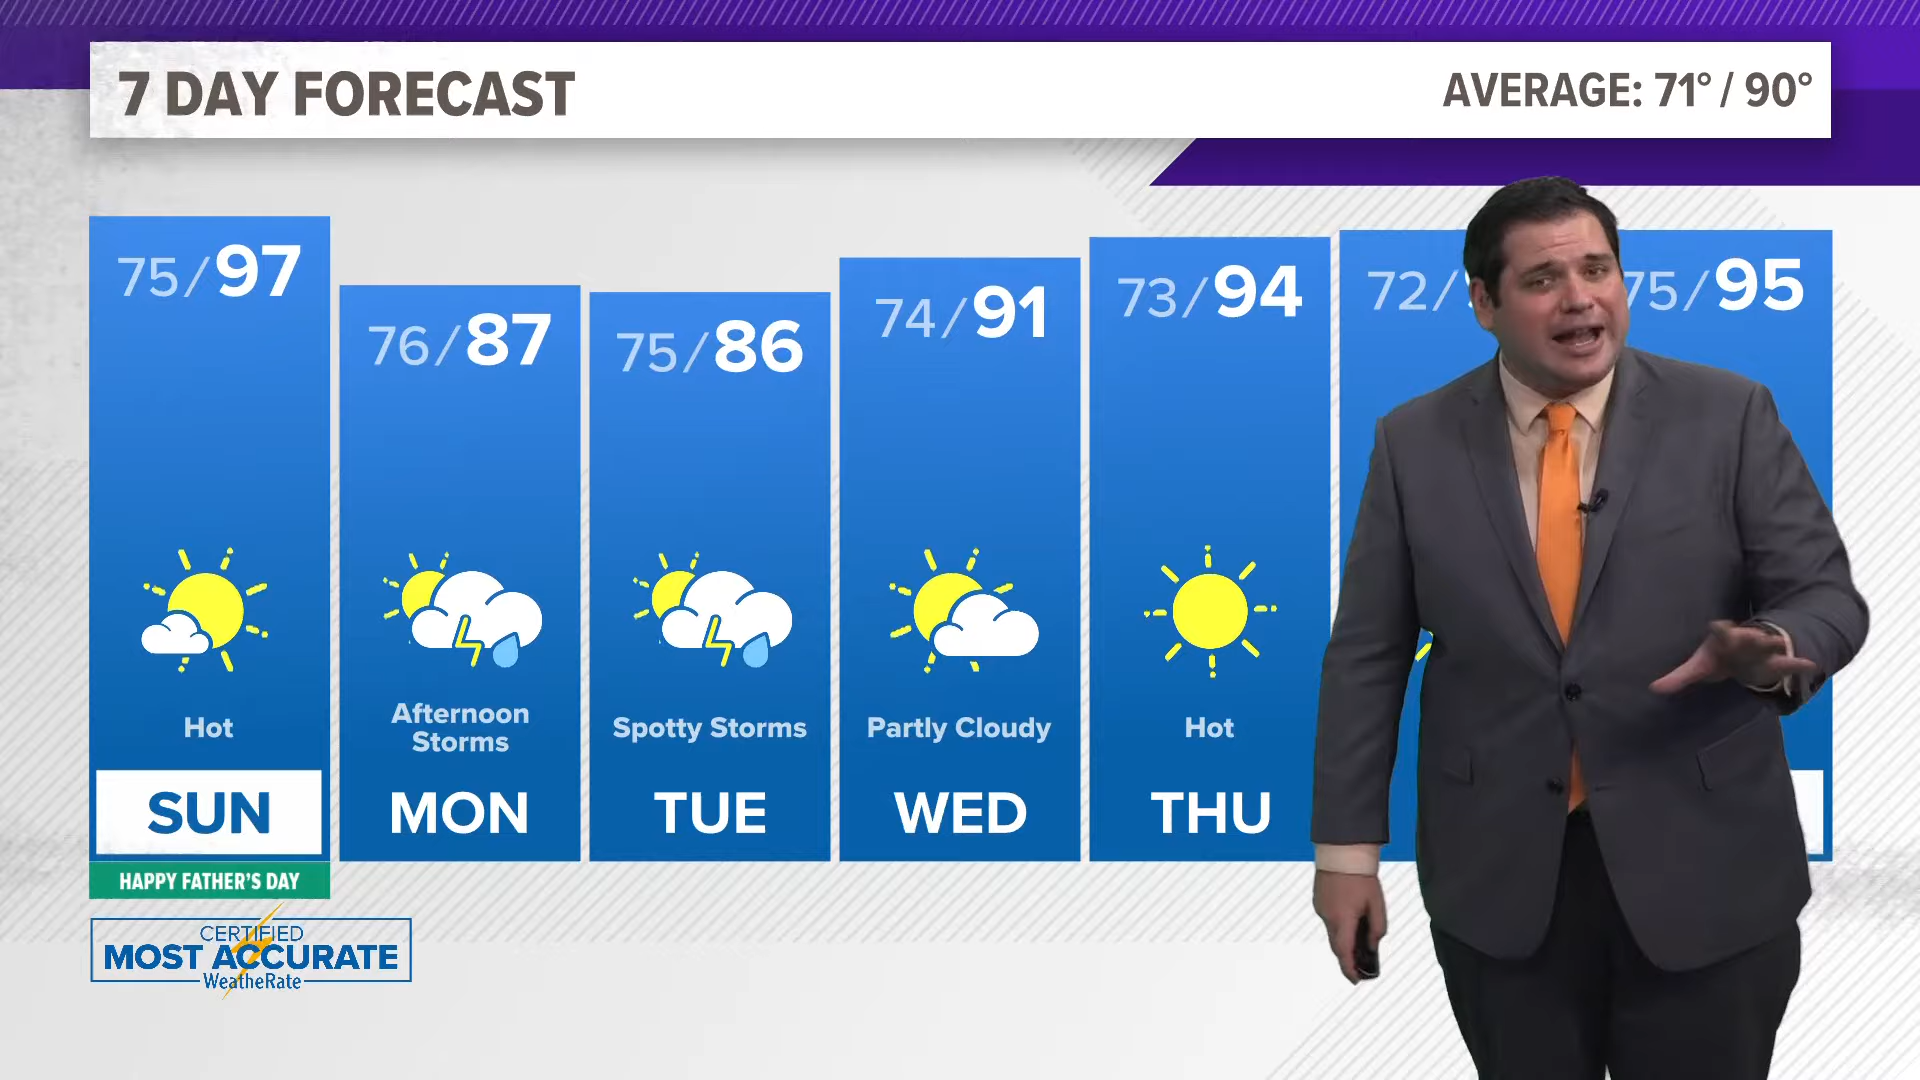 7 DAY FORECAST
AVERAGE: 71° / 90°
75/97
Hot
SUN
HAPPY FATHER'S DAY
76/87
Afternoon
Storms
MON
75/86
Spotty Storms
TUE
74/91
Partly Cloudy
WED
73/94
Hot
THU
72/
75/95
CERTIFIED
MOST ACCURATE
WeatheRate